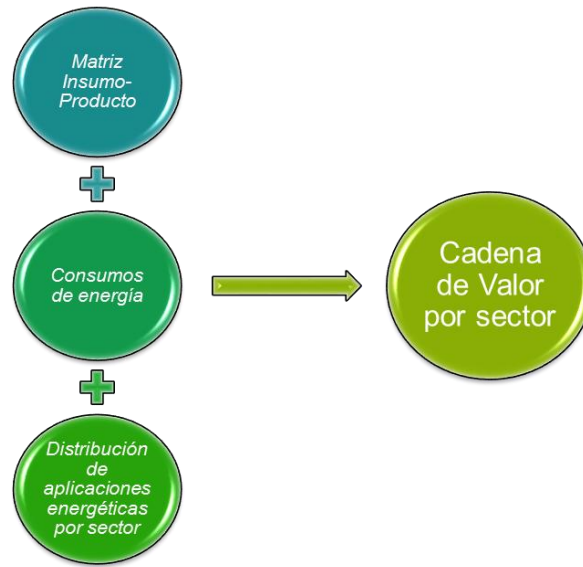 Matriz
Insumo-
Producto
Consumos
de energía
Distribución
de
aplicaciones
energéticas
por sector
Cadena
de Valor
por sector